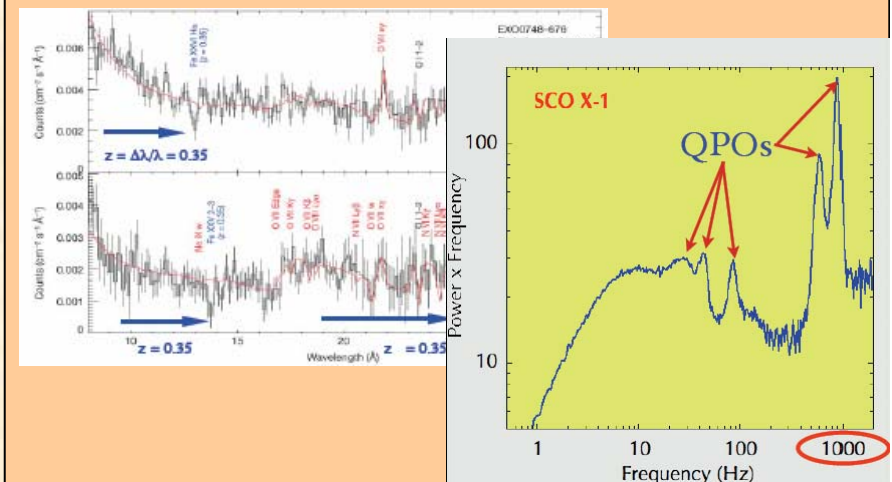 EXO0748-676
Fe XXVI Hα
(z = 0.35)
O VII xy
O I 1-2
0.006
0.004
0.002
0
Counts (cm⁻² s⁻¹ Å⁻¹)
z = Δλ/λ = 0.35
Ne IX w
Fe XXV 2-3
(z = 0.35)
O VII Edge
O VII Kγ
O VII Kβ
O VIII Lyα
N VII Lyβ
O VII w
O VII xy
O I 1-2
0.005
0.003
0.002
0.001
0
Counts (cm⁻² s⁻¹ Å⁻¹)
10
15
20
z = 0.35
z = 0.35
Wavelength (Å)
SCO X-1
QPOs
100
10
Power x Frequency
1
10
100
1000
Frequency (Hz)